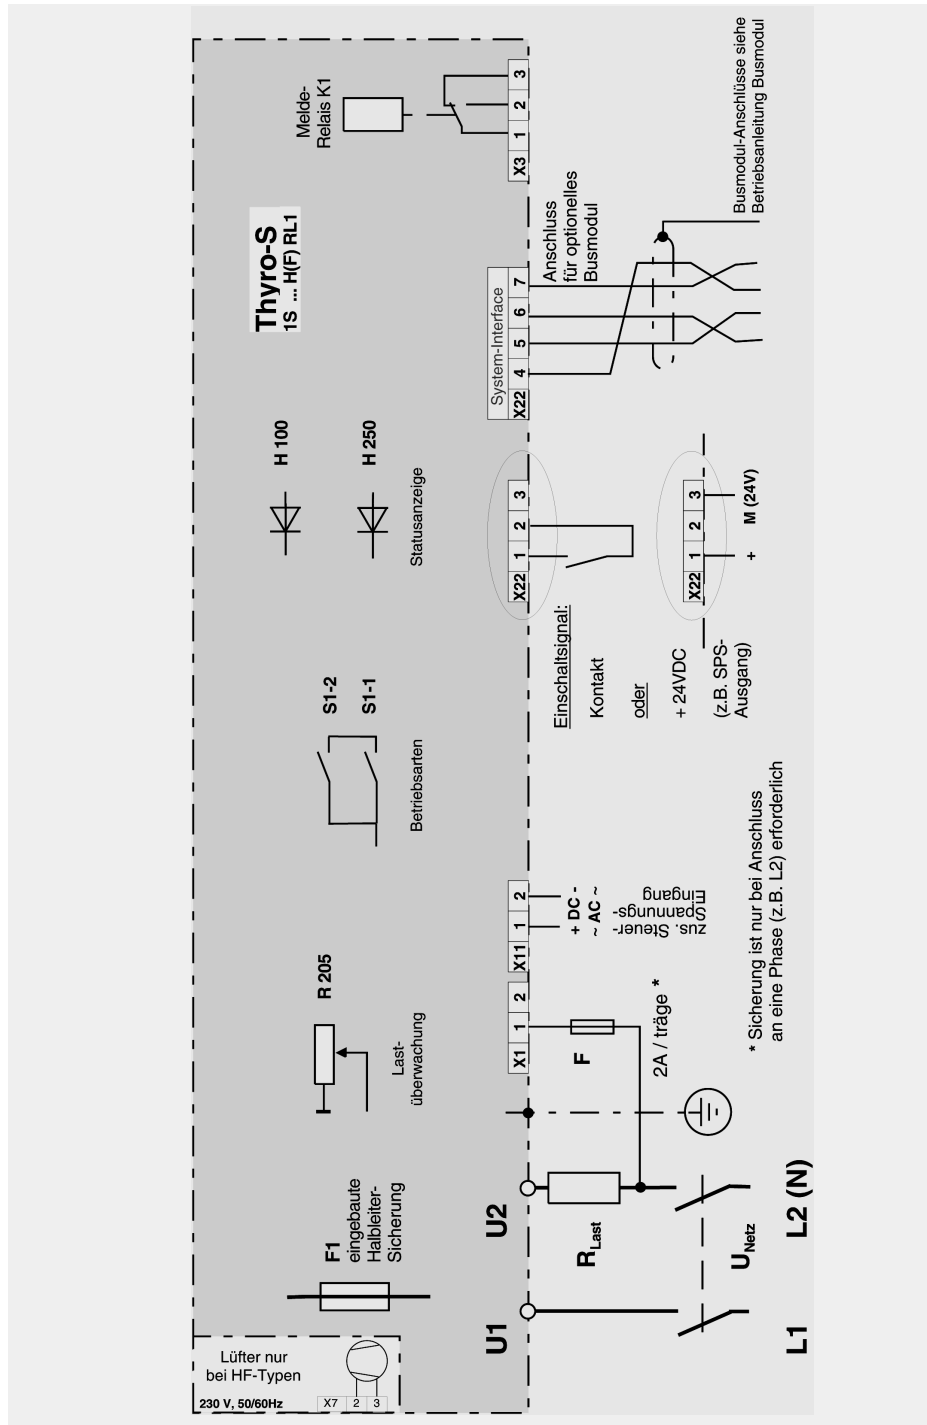 Thyro-S
1S ... H(F) RL1
Melde-
Relais K1
X3 1 2 3
H 100
H 250
Statusanzeige
S1-2
S1-1
Betriebsarten
R 205
Last-
überwachung
F1
eingebaute
Halbleiter-
Sicherung
Lüfter nur
bei HF-Typen
230 V, 50/60Hz
X7 2 3
System-Interface
X22 4 5 6 7
Anschluss
für optionelles
Busmodul
Busmodul-Anschlüsse siehe
Betriebsanleitung Busmodul
X22 1 2 3
Einschaltsignal:
Kontakt
oder
+ 24VDC
(z.B. SPS-
Ausgang)
X22 1 2 3
+ M (24V)
X11 1 2
+ DC -
~ AC ~
zus. Steuer-
Spannungs-
Eingang
X1 1 2
F
2A / träge *
* Sicherung ist nur bei Anschluss
an eine Phase (z.B. L2) erforderlich
U1
U2
RLast
UNetz
L1
L2 (N)